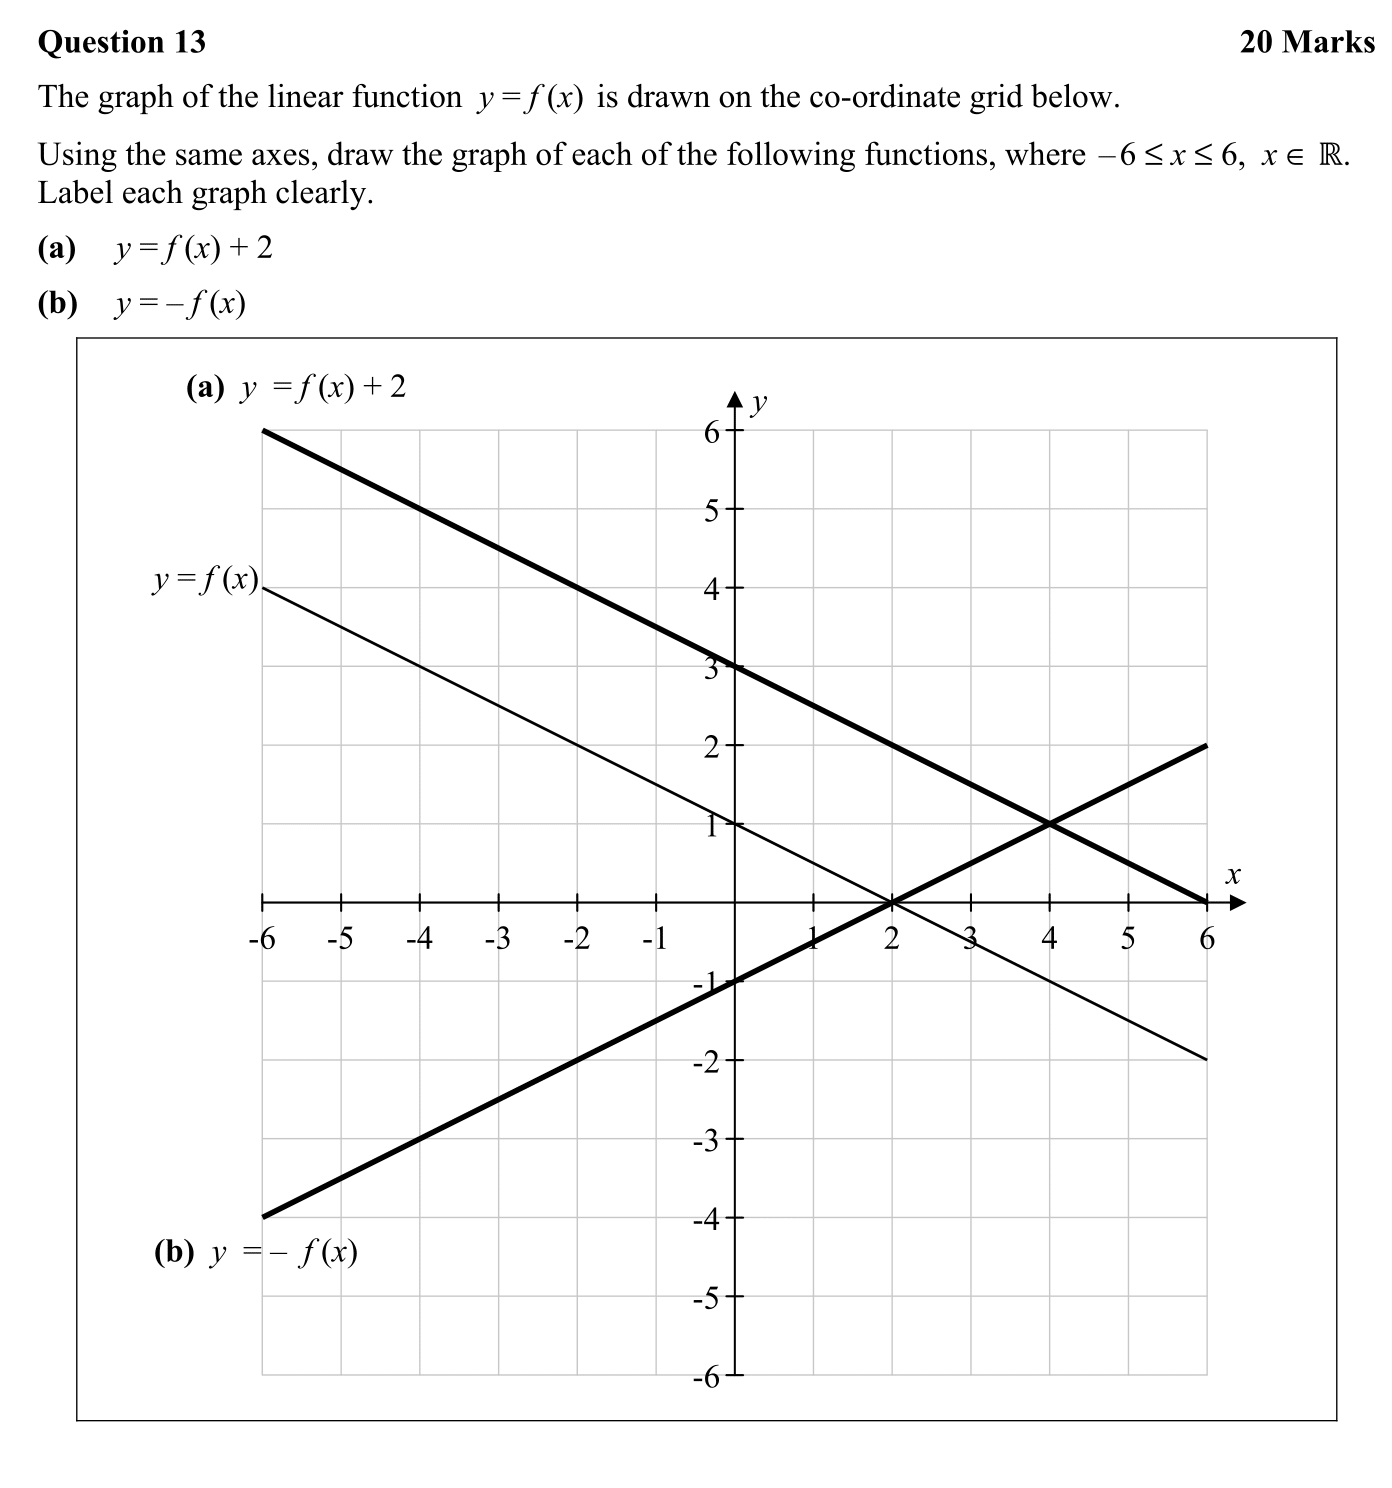 Question 13 20 Marks
The graph of the linear function y = f (x) is drawn on the co-ordinate grid below.
Using the same axes, draw the graph of each of the following functions, where –6 ≤ x ≤ 6, x ∈ ℝ.
Label each graph clearly.
(a) y = f (x) + 2
(b) y = – f (x)
(a) y = f (x) + 2
y
6
5
y = f (x)
4
3
2
1
x
-6 -5 -4 -3 -2 -1 1 2 3 4 5 6
-1
-2
-3
-4
(b) y = – f (x)
-5
-6